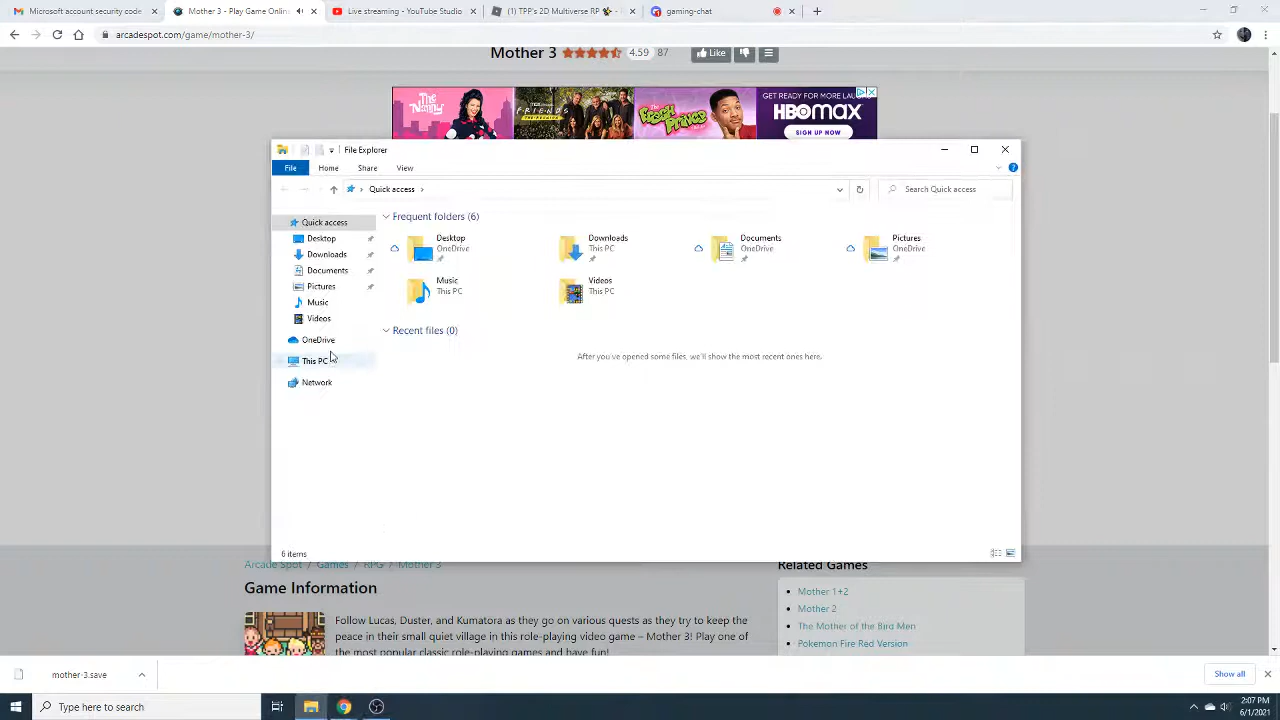 Microsoft account security code
Mother 3 - Play Game Online
Live streaming - YouTube Studio
(1) TPP's 2D Multiverse RP
gaming-chat
arcadespot.com/game/mother-3/
Mother 3 4.59 87 Like
The Nanny
FRIENDS
THE REUNION
The Fresh Prince
GET READY FOR MORE LAU
HBOMAX
SIGN UP NOW
File Explorer
File Home Share View
Quick access
Search Quick access
Quick access
Desktop
Downloads
Documents
Pictures
Music
Videos
OneDrive
This PC
Network
Frequent folders (6)
Desktop
OneDrive
Downloads
This PC
Documents
OneDrive
Pictures
OneDrive
Music
This PC
Videos
This PC
Recent files (0)
After you've opened some files, we'll show the most recent ones here.
6 items
Arcade Spot / Games / RPG / Mother 3
Game Information
Follow Lucas, Duster, and Kumatora as they go on various quests as they try to keep the
peace in their small quiet village in this role-playing video game – Mother 3! Play one of
the most popular classic role-playing games and have fun!
Related Games
Mother 1+2
Mother 2
The Mother of the Bird Men
Pokemon Fire Red Version
mother-3.save
Show all
Type here to search
2:07 PM
6/1/2021